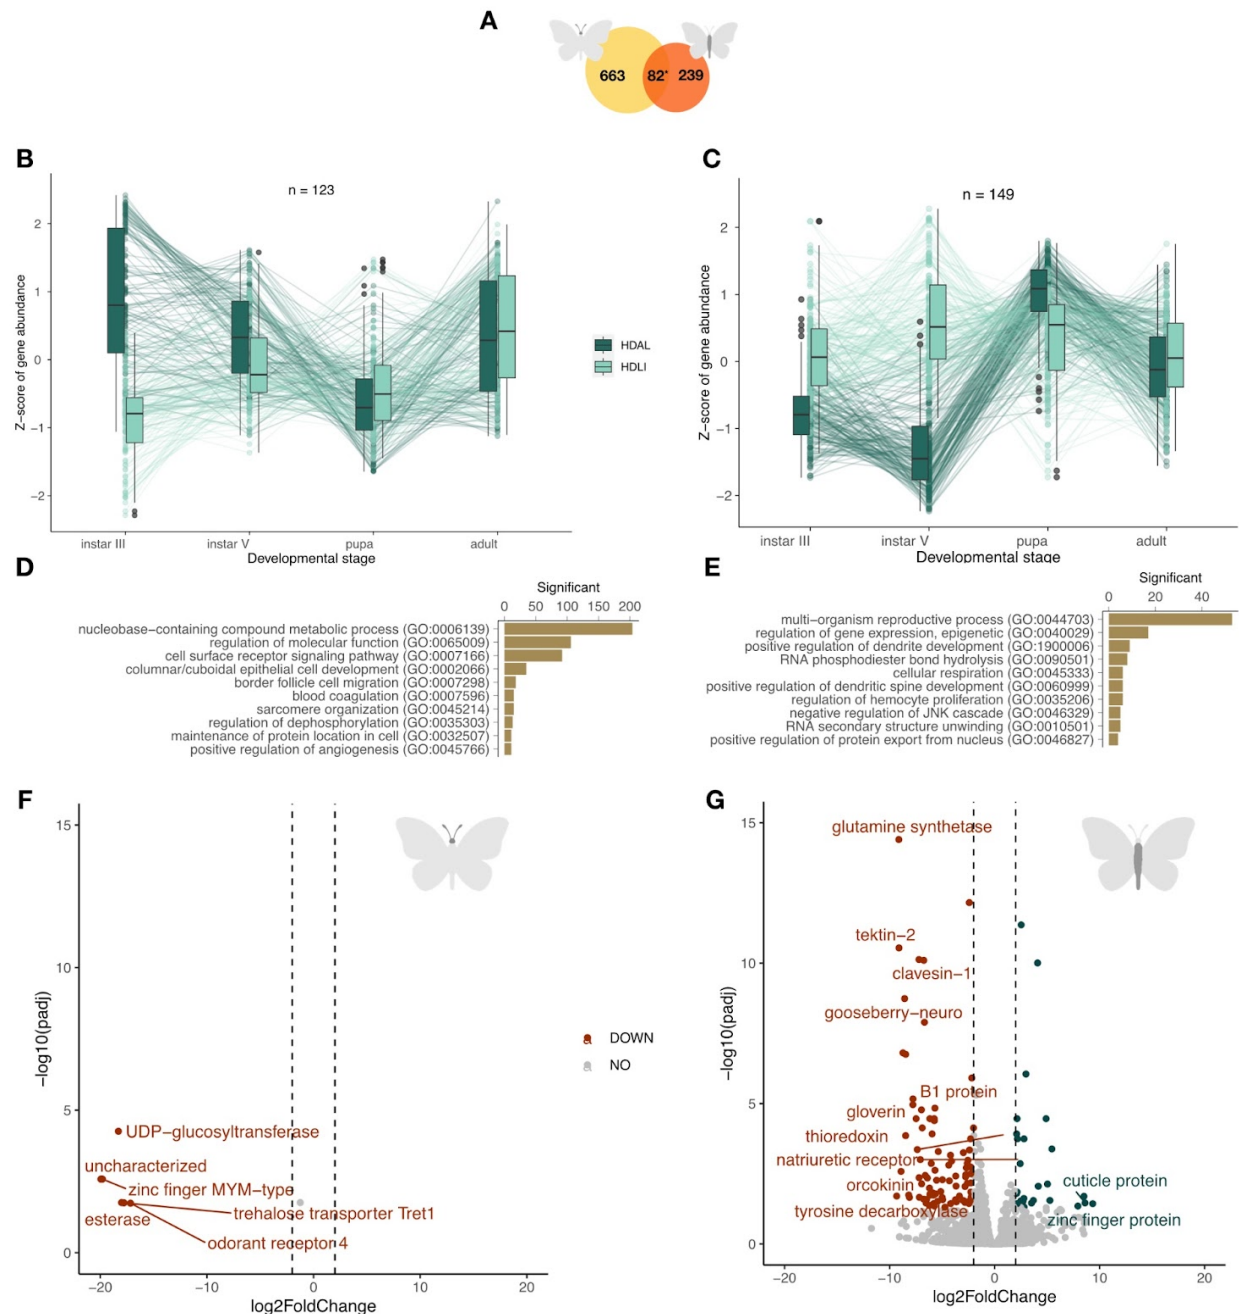 A
663 82* 239
B
n = 123
Z−score of gene abundance
2
1
0
−1
−2
instar III instar V pupa adult
Developmental stage
HDAL
HDLI
C
n = 149
Z−score of gene abundance
2
1
0
−1
−2
instar III instar V pupa adult
Developmental stage
D
Significant
0 50 100 150 200
nucleobase−containing compound metabolic process (GO:0006139)
regulation of molecular function (GO:0065009)
cell surface receptor signaling pathway (GO:0007166)
columnar/cuboidal epithelial cell development (GO:0002066)
border follicle cell migration (GO:0007298)
blood coagulation (GO:0007596)
sarcomere organization (GO:0045214)
regulation of dephosphorylation (GO:0035303)
maintenance of protein location in cell (GO:0032507)
positive regulation of angiogenesis (GO:0045766)
E
Significant
0 20 40
multi−organism reproductive process (GO:0044703)
regulation of gene expression, epigenetic (GO:0040029)
positive regulation of dendrite development (GO:1900006)
RNA phosphodiester bond hydrolysis (GO:0090501)
cellular respiration (GO:0045333)
positive regulation of dendritic spine development (GO:0060999)
regulation of hemocyte proliferation (GO:0035206)
negative regulation of JNK cascade (GO:0046329)
RNA secondary structure unwinding (GO:0010501)
positive regulation of protein export from nucleus (GO:0046827)
F
−log10(padj)
15
10
5
0
UDP−glucosyltransferase
uncharacterized
zinc finger MYM−type
trehalose transporter Tret1
esterase
odorant receptor 4
−20 −10 0 10 20
log2FoldChange
DOWN
NO
G
−log10(padj)
15
10
5
0
glutamine synthetase
tektin−2
clavesin−1
gooseberry−neuro
B1 protein
gloverin
thioredoxin
natriuretic receptor
orcokinin
tyrosine decarboxylase
cuticle protein
zinc finger protein
−20 −10 0 10 20
log2FoldChange